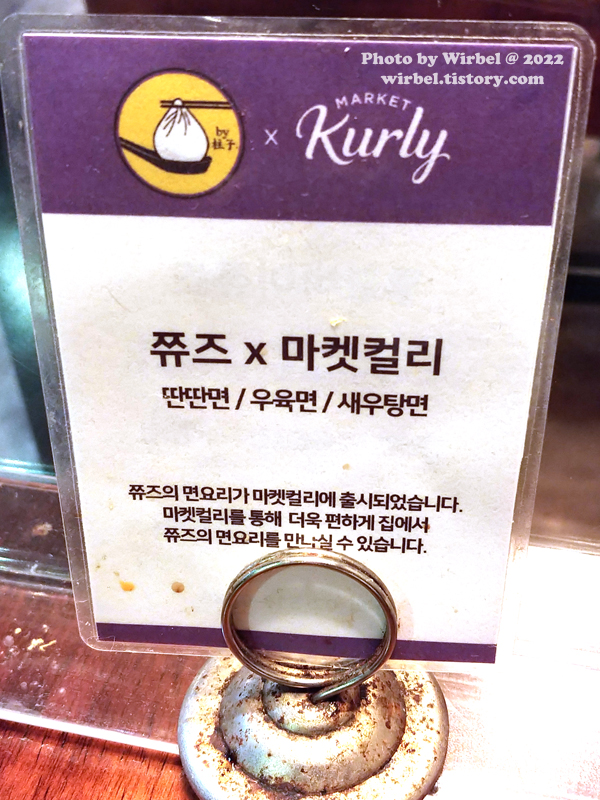 Photo by Wirbel @ 2022
wirbel.tistory.com
by
柱子
x
MARKET
Kurly
쮸즈 x 마켓컬리
딴딴면 / 우육면 / 새우탕면
쮸즈의 면요리가 마켓컬리에 출시되었습니다.
마켓컬리를 통해 더욱 편하게 집에서
쮸즈의 면요리를 만나실 수 있습니다.